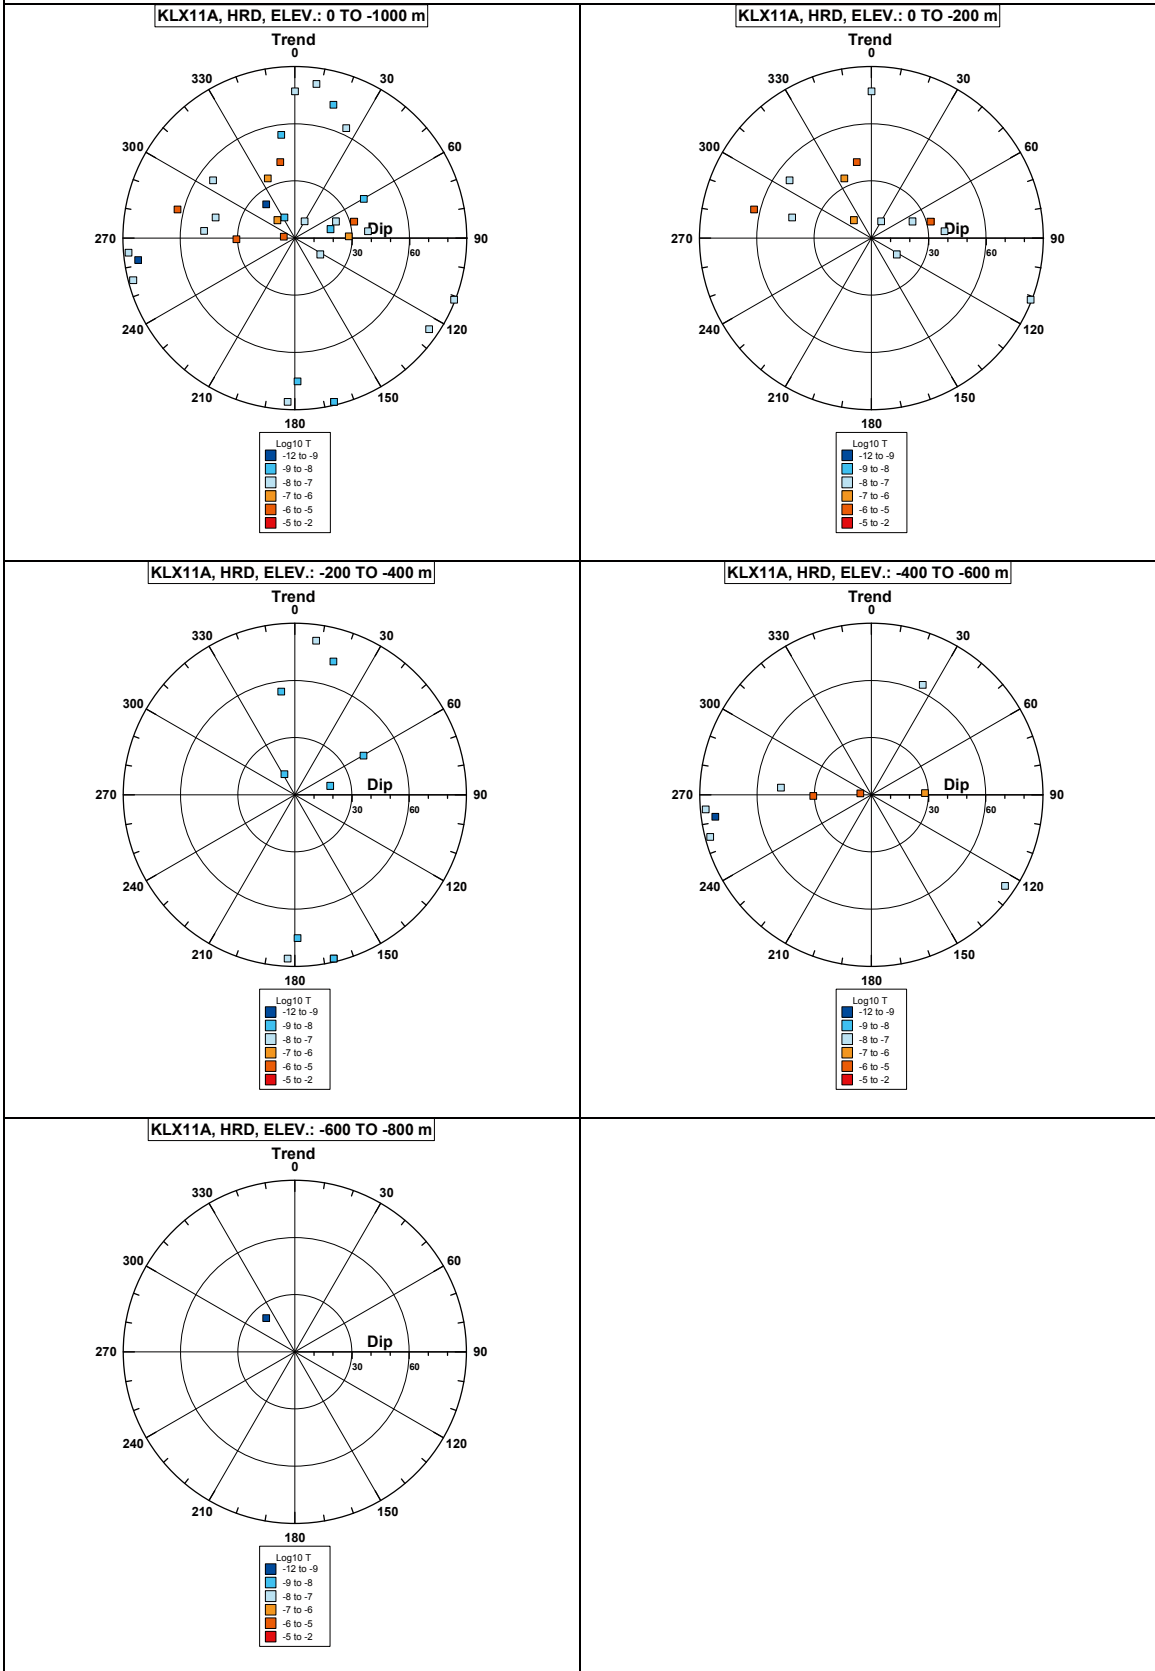 KLX11A, HRD, ELEV.: 0 TO -1000 m
Trend
0
330 30
300 60
Dip
270 90
30 60
240 120
210 150
180
Log10 T
-12 to -9
-9 to -8
-8 to -7
-7 to -6
-6 to -5
-5 to -2
KLX11A, HRD, ELEV.: 0 TO -200 m
Trend
0
330 30
300 60
Dip
270 90
30 60
240 120
210 150
180
Log10 T
-12 to -9
-9 to -8
-8 to -7
-7 to -6
-6 to -5
-5 to -2
KLX11A, HRD, ELEV.: -200 TO -400 m
Trend
0
330 30
300 60
Dip
270 90
30 60
240 120
210 150
180
Log10 T
-12 to -9
-9 to -8
-8 to -7
-7 to -6
-6 to -5
-5 to -2
KLX11A, HRD, ELEV.: -400 TO -600 m
Trend
0
330 30
300 60
Dip
270 90
30 60
240 120
210 150
180
Log10 T
-12 to -9
-9 to -8
-8 to -7
-7 to -6
-6 to -5
-5 to -2
KLX11A, HRD, ELEV.: -600 TO -800 m
Trend
0
330 30
300 60
Dip
270 90
30 60
240 120
210 150
180
Log10 T
-12 to -9
-9 to -8
-8 to -7
-7 to -6
-6 to -5
-5 to -2